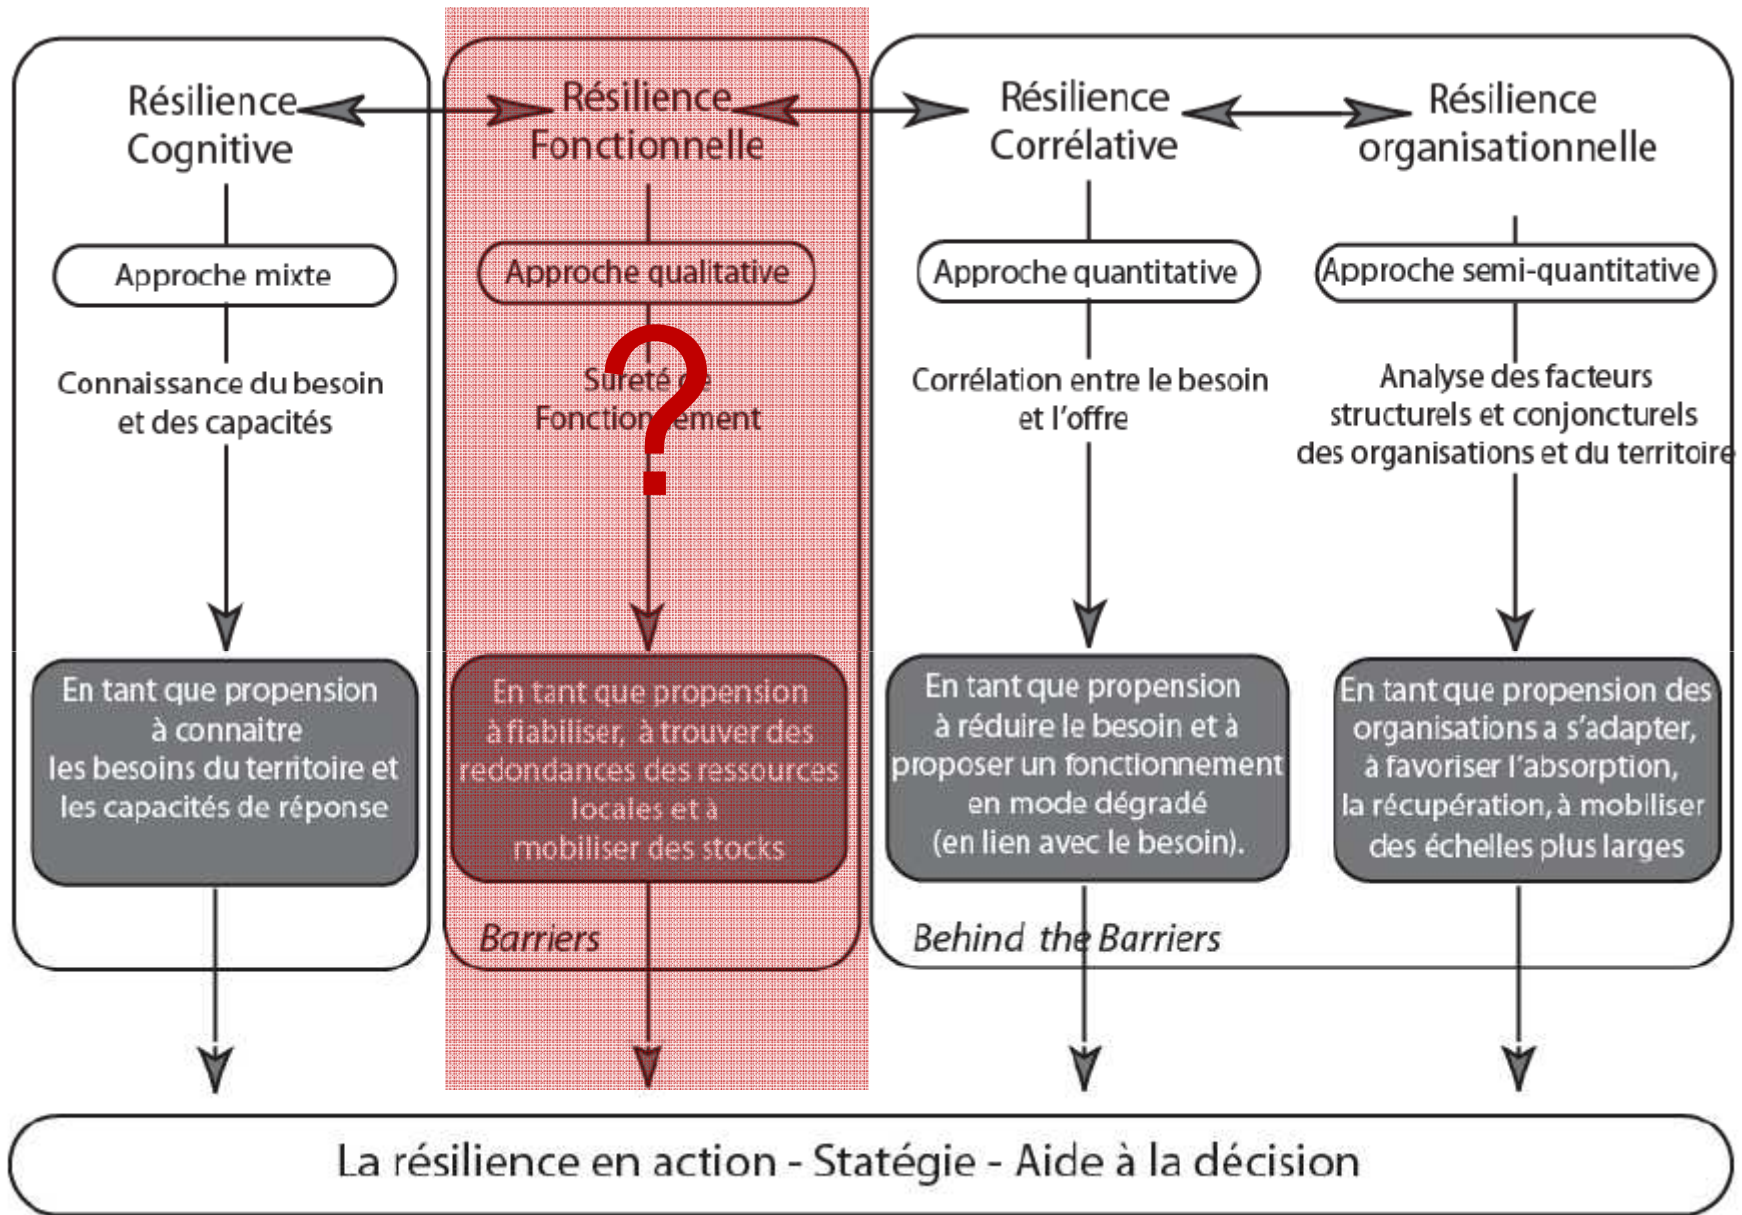 Résilience
Cognitive
Approche mixte
Connaissance du besoin
et des capacités
En tant que propension
à connaitre
les besoins du territoire et
les capacités de réponse
Résilience
Fonctionnelle
Approche qualitative
?
Sureté de
Fonctionnement
En tant que propension
à fiabiliser, à trouver des
redondances des ressources
locales et à
mobiliser des stocks
Barriers
Résilience
Corrélative
Approche quantitative
Corrélation entre le besoin
et l'offre
En tant que propension
à réduire le besoin et à
proposer un fonctionnement
en mode dégradé
(en lien avec le besoin).
Résilience
organisationnelle
Approche semi-quantitative
Analyse des facteurs
structurels et conjoncturels
des organisations et du territoire
En tant que propension des
organisations a s'adapter,
à favoriser l'absorption,
la récupération, à mobiliser
des échelles plus larges
Behind the Barriers
La résilience en action - Statégie - Aide à la décision